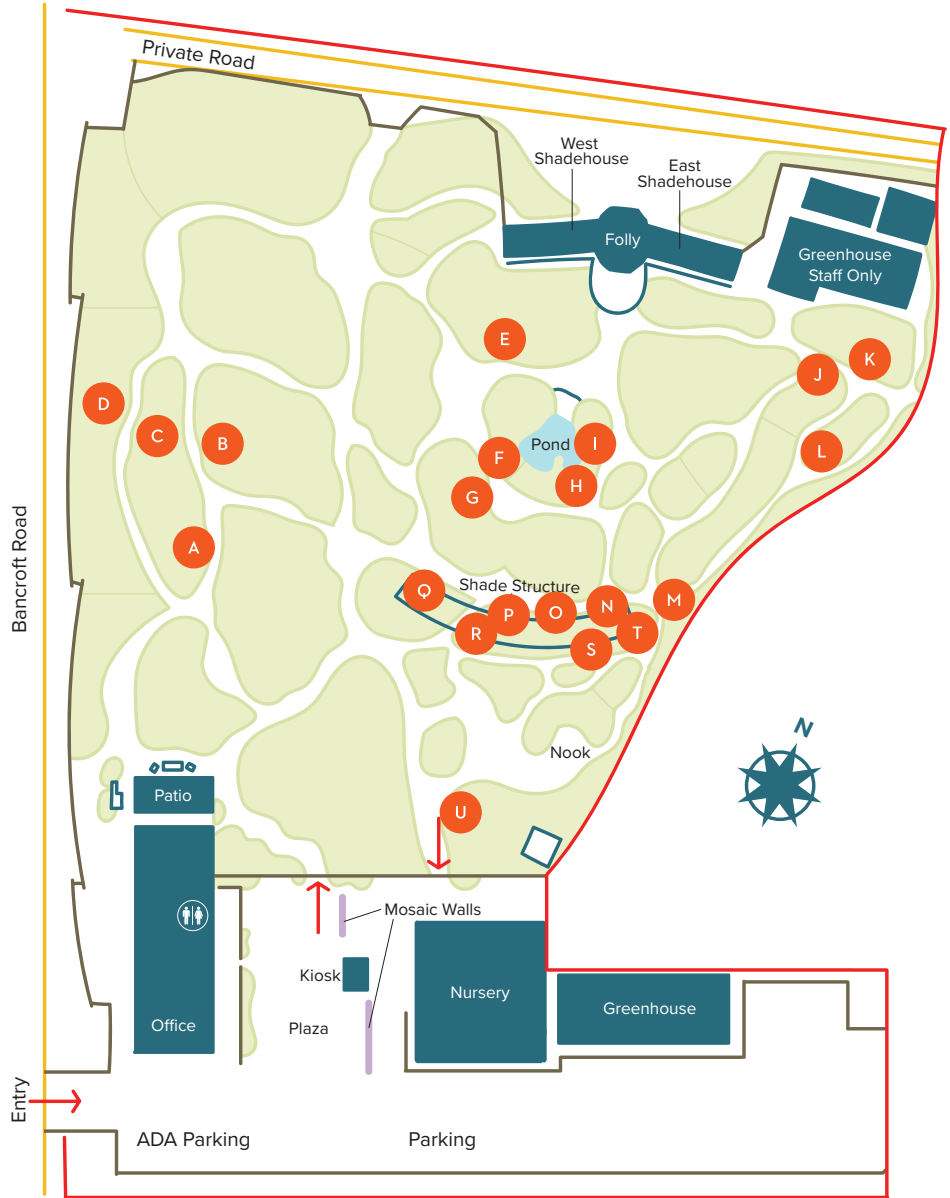 Private Road
West
Shadehouse
East
Shadehouse
Folly
Greenhouse
Staff Only
E
K
J
D
C
B
Pond
I
F
L
H
G
A
Bancroft Road
Shade Structure
Q
M
N
O
P
T
R
S
Nook
N
Patio
U
Mosaic Walls
Kiosk
Nursery
Greenhouse
Office
Plaza
Entry
ADA Parking
Parking